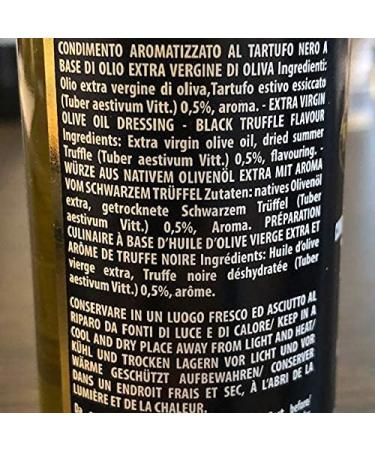 CONDIMENTO AROMATIZZATO AL TARTUFO NERO A
BASE DI OLIO EXTRA VERGINE DI OLIVA Ingredienti:
Olio extra vergine di oliva,Tartufo estivo essiccato
(Tuber aestivum Vitt.) 0,5%, aroma. - EXTRA VIRGIN
OLIVE OIL DRESSING - BLACK TRUFFLE FLAVOUR
Ingredients: Extra virgin olive oil, dried summer
Truffle (Tuber aestivum Vitt.) 0,5%, flavouring. -
WÜRZE AUS NATIVEM OLIVENÖL EXTRA MIT AROMA
VOM SCHWARZEM TRÜFFEL Zutaten: natives Olivenöl
extra, getrocknete Schwarzem Trüffel (Tuber
aestivum Vitt.) 0,5%, Aroma. PRÉPARATION
CULINAIRE À BASE D'HUILE D'OLIVE VIERGE EXTRA ET
ARÔME DE TRUFFE NOIRE Ingrédients: Huile d'olive
vierge extra, Truffe noire déshydratée (Tuber
aestivum Vitt.) 0,5%, arôme.
CONSERVARE IN UN LUOGO FRESCO ED ASCIUTTO AL
RIPARO DA FONTI DI LUCE E DI CALORE/ KEEP IN A
COOL AND DRY PLACE AWAY FROM LIGHT AND HEAT/
KÜHL UND TROCKEN LAGERN VOR LICHT UND VOR
WÄRME GESCHÜTZT AUFBEWAHREN/ CONSERVER
DANS UN ENDROIT FRAIS ET SEC, À L'ABRI DE LA
LUMIÈRE ET DE LA CHALEUR.
before/